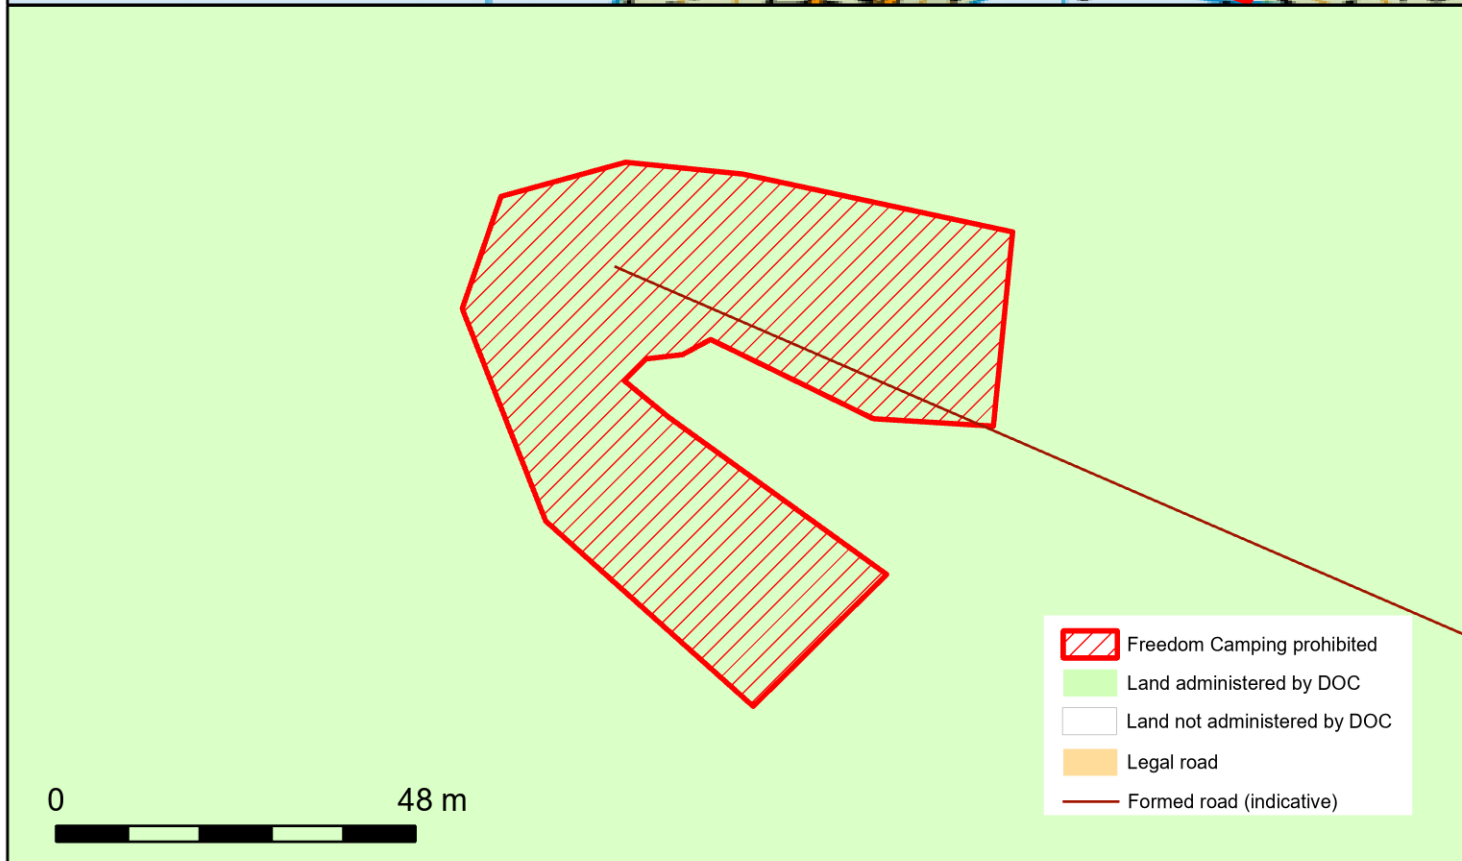 Freedom Camping prohibited
Land administered by DOC
Land not administered by DOC
Legal road
Formed road (indicative)
0 48 m